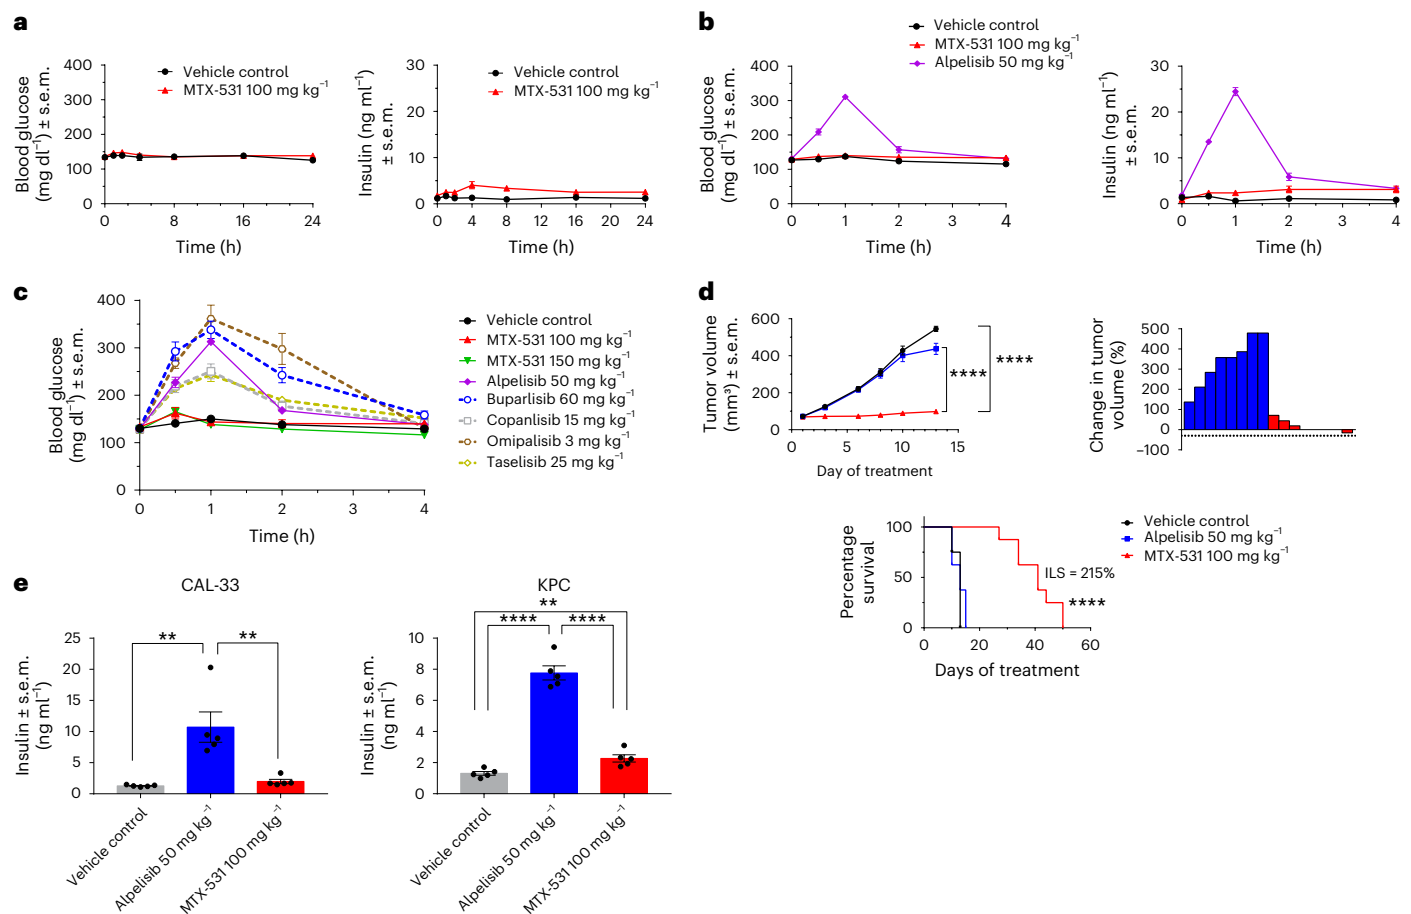 a
Blood glucose
(mg dl−1) ± s.e.m.
400
300
200
100
0
0 8 16 24
Time (h)
Vehicle control
MTX-531 100 mg kg−1
Insulin (ng ml−1)
± s.e.m.
30
20
10
0
0 4 8 12 16 20 24
Time (h)
Vehicle control
MTX-531 100 mg kg−1
b
Vehicle control
MTX-531 100 mg kg−1
Alpelisib 50 mg kg−1
Blood glucose
(mg dl−1) ± s.e.m.
400
300
200
100
0
0 1 2 3 4
Time (h)
Insulin (ng ml−1)
± s.e.m.
30
20
10
0
0 1 2 3 4
Time (h)
c
Blood glucose
(mg dl−1) ± s.e.m.
400
300
200
100
0
0 1 2 4
Time (h)
Vehicle control
MTX-531 100 mg kg−1
MTX-531 150 mg kg−1
Alpelisib 50 mg kg−1
Buparlisib 60 mg kg−1
Copanlisib 15 mg kg−1
Omipalisib 3 mg kg−1
Taselisib 25 mg kg−1
d
Tumor volume
(mm3) ± s.e.m.
600
400
200
0
0 5 10 15
Day of treatment
****
****
Change in tumor
volume (%)
500
400
300
200
100
0
−100
Percentage
survival
100
50
0
0 20 40 60
Days of treatment
ILS = 215%
****
Vehicle control
Alpelisib 50 mg kg−1
MTX-531 100 mg kg−1
e
CAL-33
Insulin ± s.e.m.
(ng ml−1)
25
20
15
10
5
0
** **
Vehicle control
Alpelisib 50 mg kg−1
MTX-531 100 mg kg−1
KPC
Insulin ± s.e.m.
(ng ml−1)
10
8
6
4
2
0
**
**** ****
Vehicle control
Alpelisib 50 mg kg−1
MTX-531 100 mg kg−1